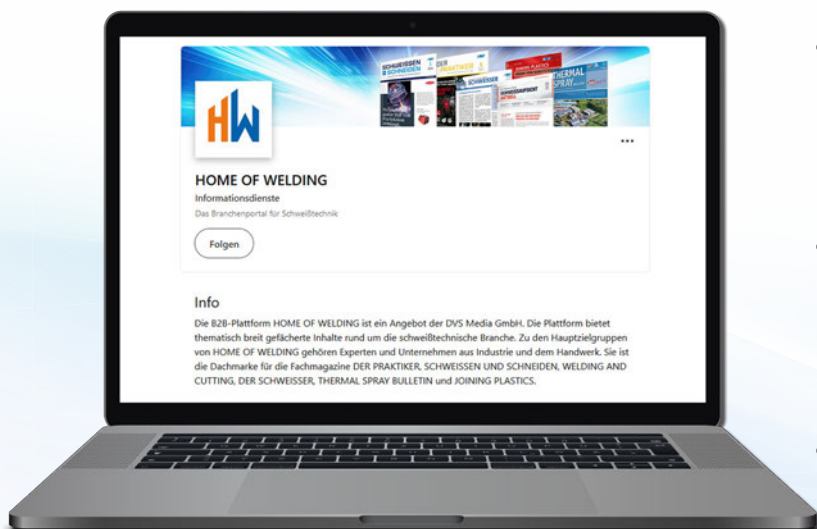 SCHWEISSEN
SCHNEIDEN
DER
PRAKTIKER
SCHWEISSAUFSICHT
AKTUELL
JOINING PLASTICS
THERMAL
SPRAY
HW
HOME OF WELDING
Informationsdienste
Das Branchenportal für Schweißtechnik
Folgen
Info
Die B2B-Plattform HOME OF WELDING ist ein Angebot der DVS Media GmbH. Die Plattform bietet
thematisch breit gefächerte Inhalte rund um die schweißtechnische Branche. Zu den Hauptzielgruppen
von HOME OF WELDING gehören Experten und Unternehmen aus Industrie und dem Handwerk. Sie ist
die Dachmarke für die Fachmagazine DER PRAKTIKER, SCHWEISSEN UND SCHNEIDEN, WELDING AND
CUTTING, DER SCHWEISSER, THERMAL SPRAY BULLETIN und JOINING PLASTICS.